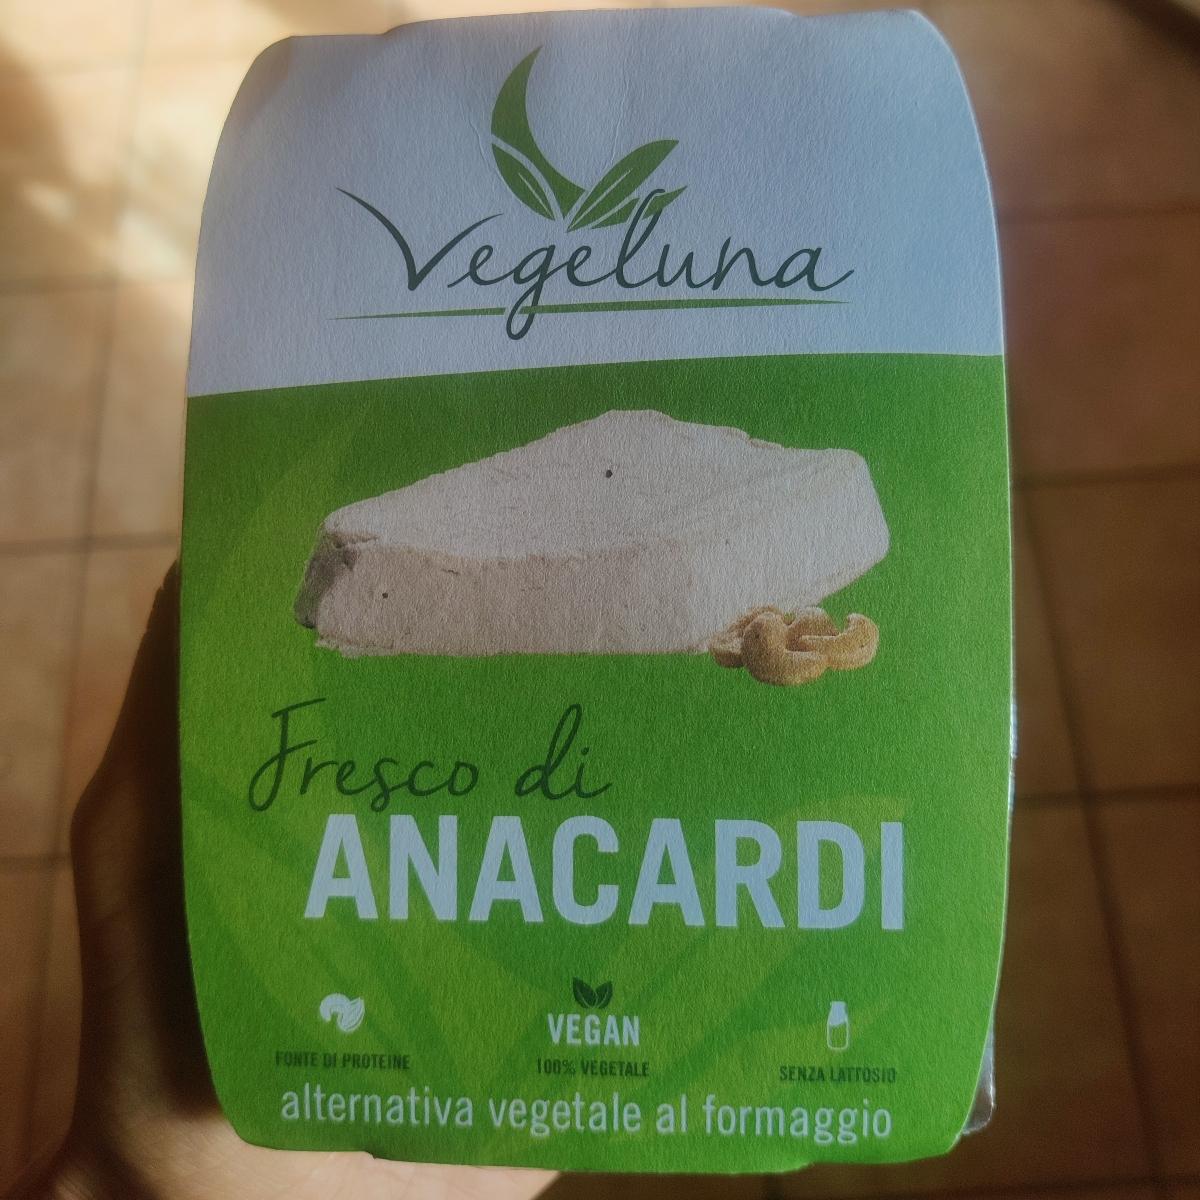 Vegeluna
Fresco di
ANACARDI
FONTE DI PROTEINE
VEGAN
100% VEGETALE
SENZA LATTOSIO
alternativa vegetale al formaggio